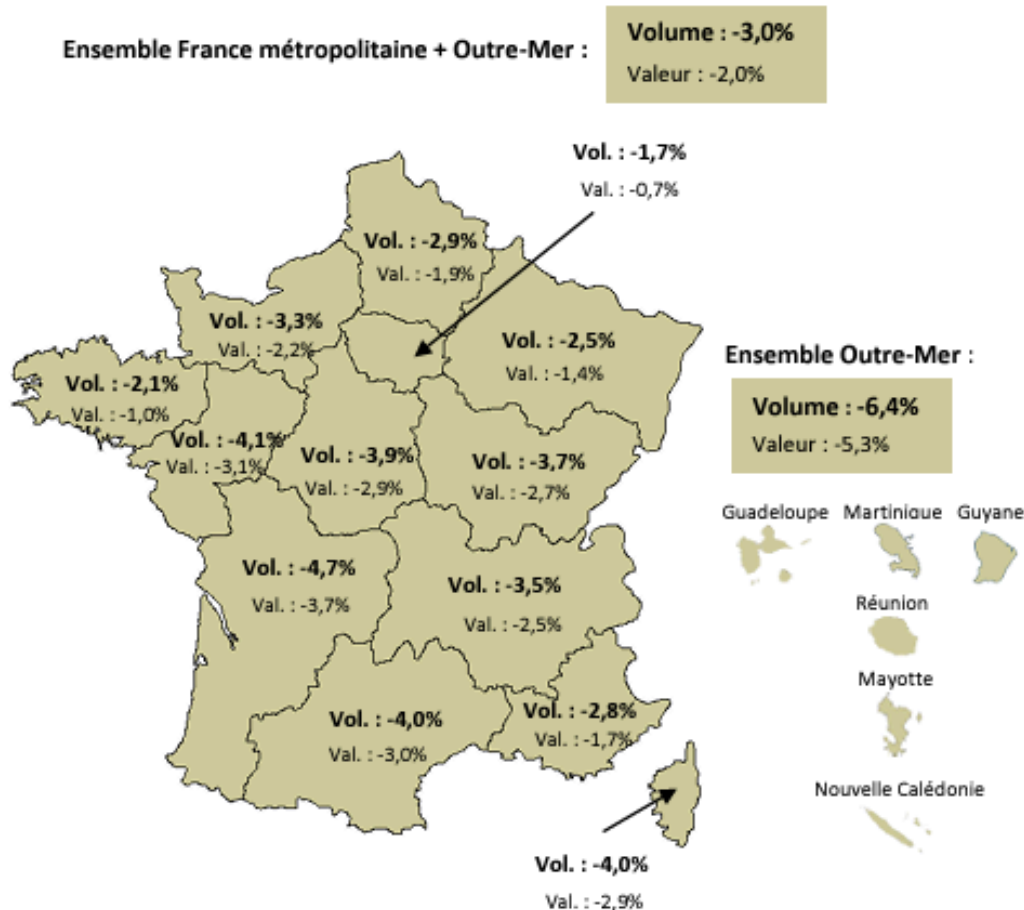 Ensemble France métropolitaine + Outre-Mer :
Volume : -3,0%
Valeur : -2,0%
Vol. : -1,7%
Val. : -0,7%
Vol. : -2,9%
Val. : -1,9%
Vol. : -3,3%
Val. : -2,2%
Vol. : -2,5%
Val. : -1,4%
Vol. : -2,1%
Val. : -1,0%
Vol. : -4,1%
Val. : -3,1%
Vol. : -3,9%
Val. : -2,9%
Vol. : -3,7%
Val. : -2,7%
Vol. : -4,7%
Val. : -3,7%
Vol. : -3,5%
Val. : -2,5%
Vol. : -4,0%
Val. : -3,0%
Vol. : -2,8%
Val. : -1,7%
Vol. : -4,0%
Val. : -2,9%
Ensemble Outre-Mer :
Volume : -6,4%
Valeur : -5,3%
Guadeloupe Martinique Guyane
Réunion
Mayotte
Nouvelle Calédonie